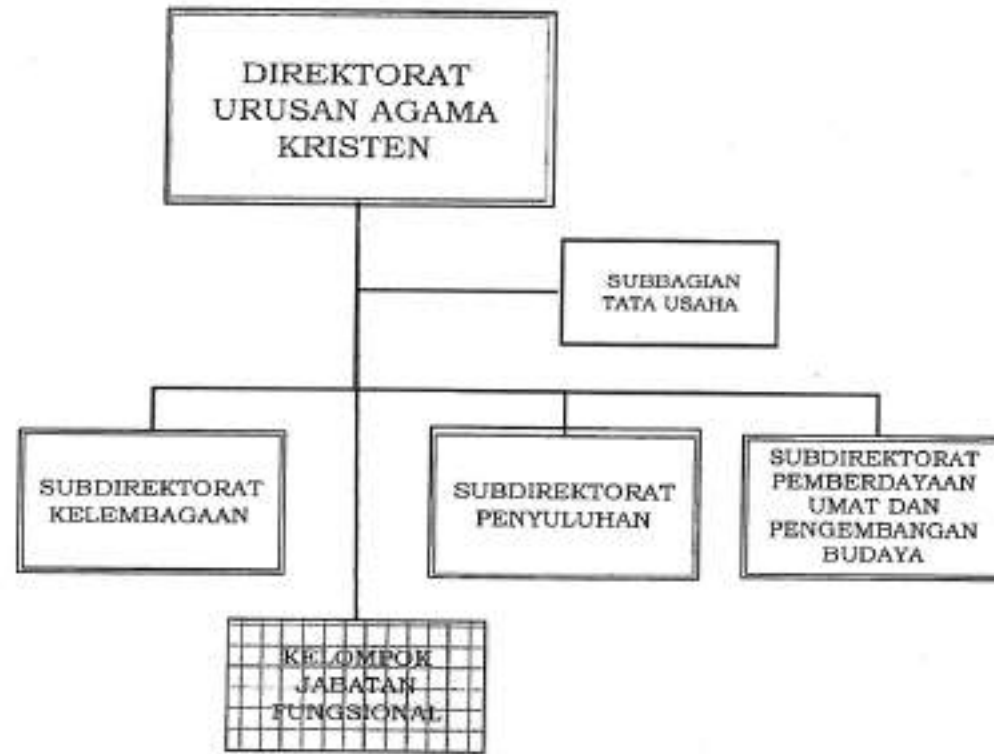 DIREKTORAT
URUSAN AGAMA
KRISTEN
SUBBAGIAN
TATA USAHA
SUBDIREKTORAT
KELEMBAGAAN
SUBDIREKTORAT
PENYULUHAN
SUBDIREKTORAT
PEMBERDAYAAN
UMAT DAN
PENGEMBANGAN
BUDAYA
KELOMPOK
JABATAN
FUNGSIONAL